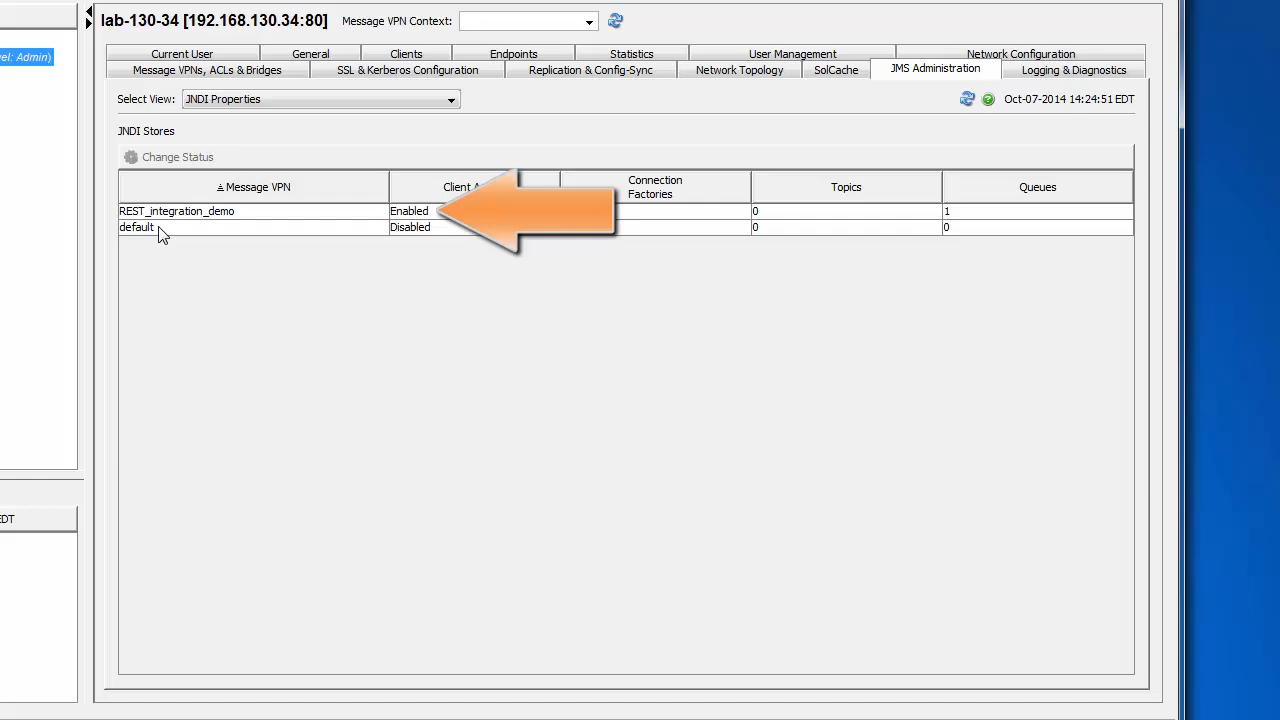 lab-130-34 [192.168.130.34:80] Message VPN Context:
vel: Admin)
Current User General Clients Endpoints Statistics User Management Network Configuration
Message VPNs, ACLs & Bridges SSL & Kerberos Configuration Replication & Config-Sync Network Topology SolCache JMS Administration Logging & Diagnostics
Select View: JNDI Properties Oct-07-2014 14:24:51 EDT
JNDI Stores
Change Status
Message VPN Client Connection Factories Topics Queues
REST_integration_demo Enabled 0 1
default Disabled 0 0
EDT